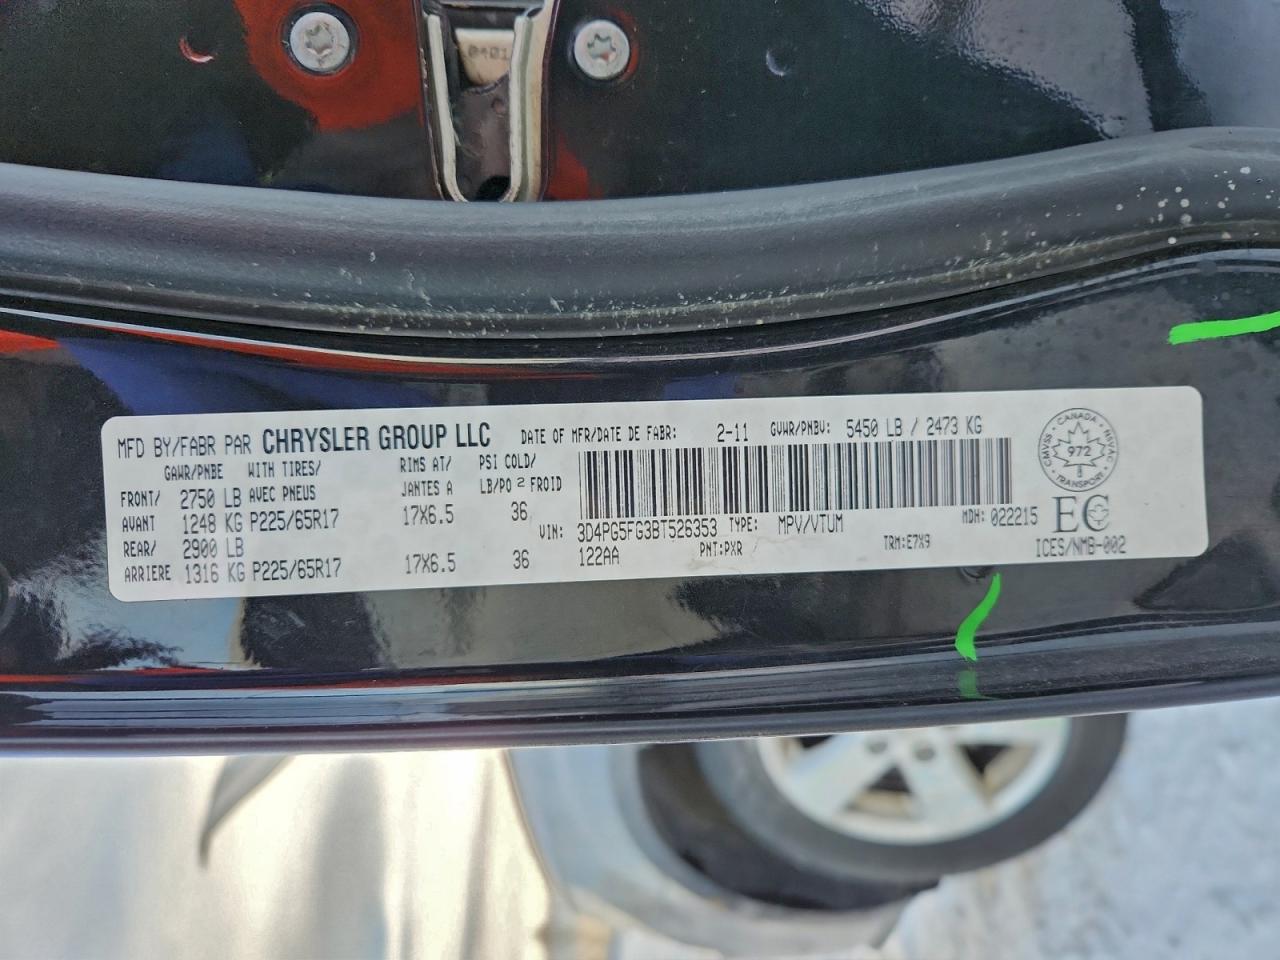 0401
MFD BY/FABR PAR CHRYSLER GROUP LLC DATE OF MFR/DATE DE FABR: 2-11 GVWR/PNBV: 5450 LB / 2473 KG
GAWR/PNBE WITH TIRES/ RIMS AT/ PSI COLD/
FRONT/ 2750 LB AVEC PNEUS JANTES A LB/PO 2 FROID
AVANT 1248 KG P225/65R17 17X6.5 36
REAR/ 2900 LB
ARRIERE 1316 KG P225/65R17 17X6.5 36
VIN: 3D4PG5FG3BT526353 TYPE: MPV/VTUM MDH: 022215
122AA PNT:PXR TRM:E7X9
CANADA
CMVSS 972 NSVAC
TRANSPORT
EC
ICES/NMB-002